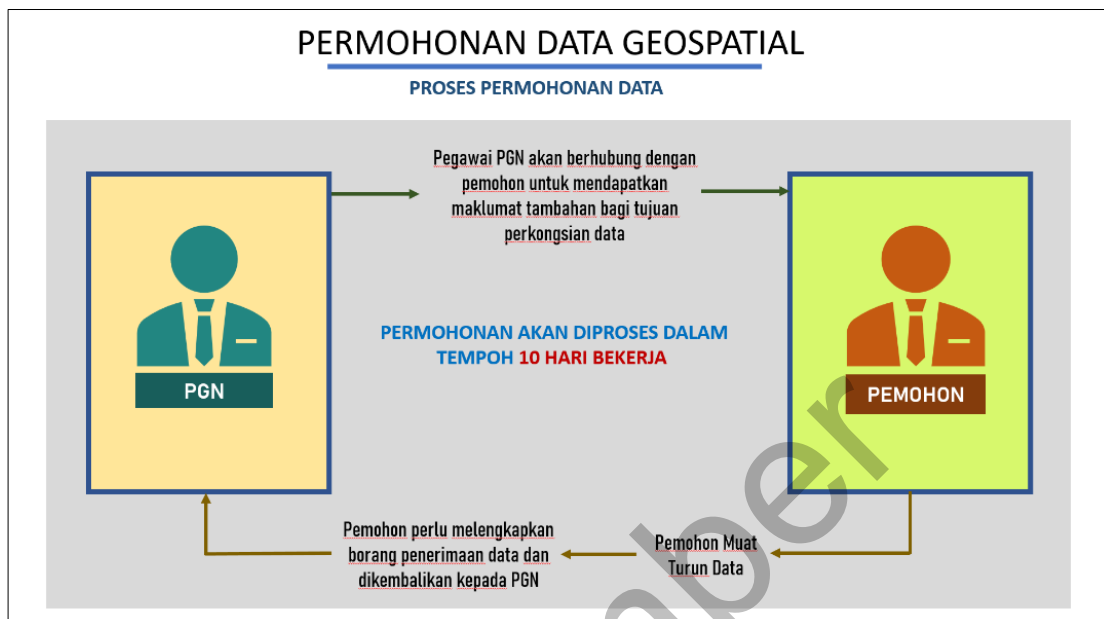 PERMOHONAN DATA GEOSPATIAL
PROSES PERMOHONAN DATA
Pegawai PGN akan berhubung dengan
pemohon untuk mendapatkan
maklumat tambahan bagi tujuan
perkongsian data
PERMOHONAN AKAN DIPROSES DALAM
TEMPOH 10 HARI BEKERJA
PGN
PEMOHON
Pemohon perlu melengkapkan
borang penerimaan data dan
dikembalikan kepada PGN
Pemohon Muat
Turun Data